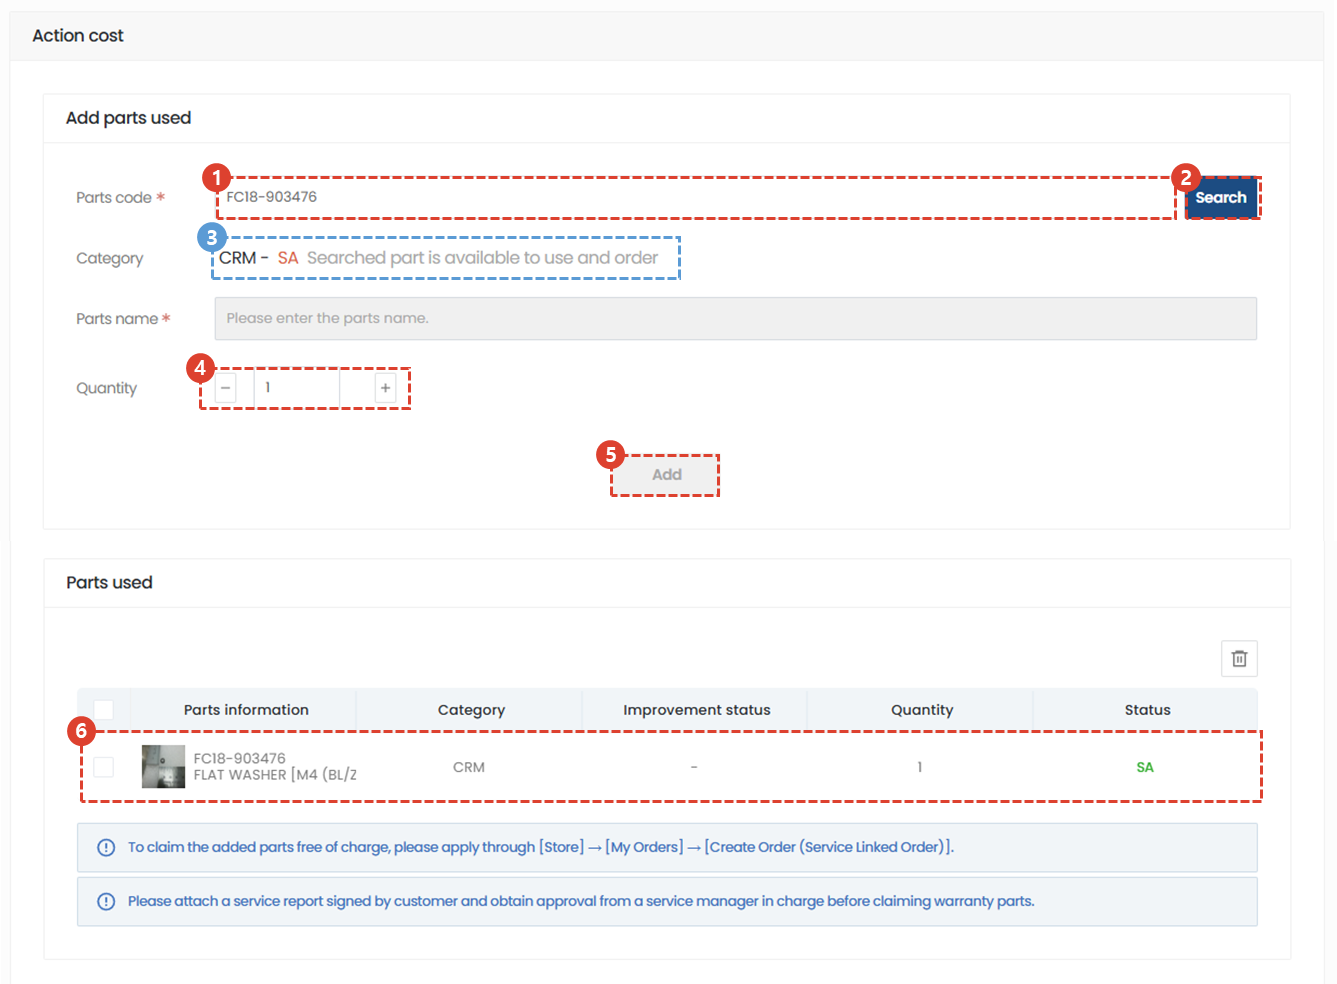 Action cost
Add parts used
1
2
Parts code *
FC18-903476
Search
3
Category
CRM - SA Searched part is available to use and order
Parts name *
Please enter the parts name.
4
Quantity
− 1 +
5
Add
Parts used
Parts information Category Improvement status Quantity Status
6
FC18-903476
FLAT WASHER [M4 (BL/Z
CRM - 1 SA
To claim the added parts free of charge, please apply through [Store] → [My Orders] → [Create Order (Service Linked Order)].
Please attach a service report signed by customer and obtain approval from a service manager in charge before claiming warranty parts.